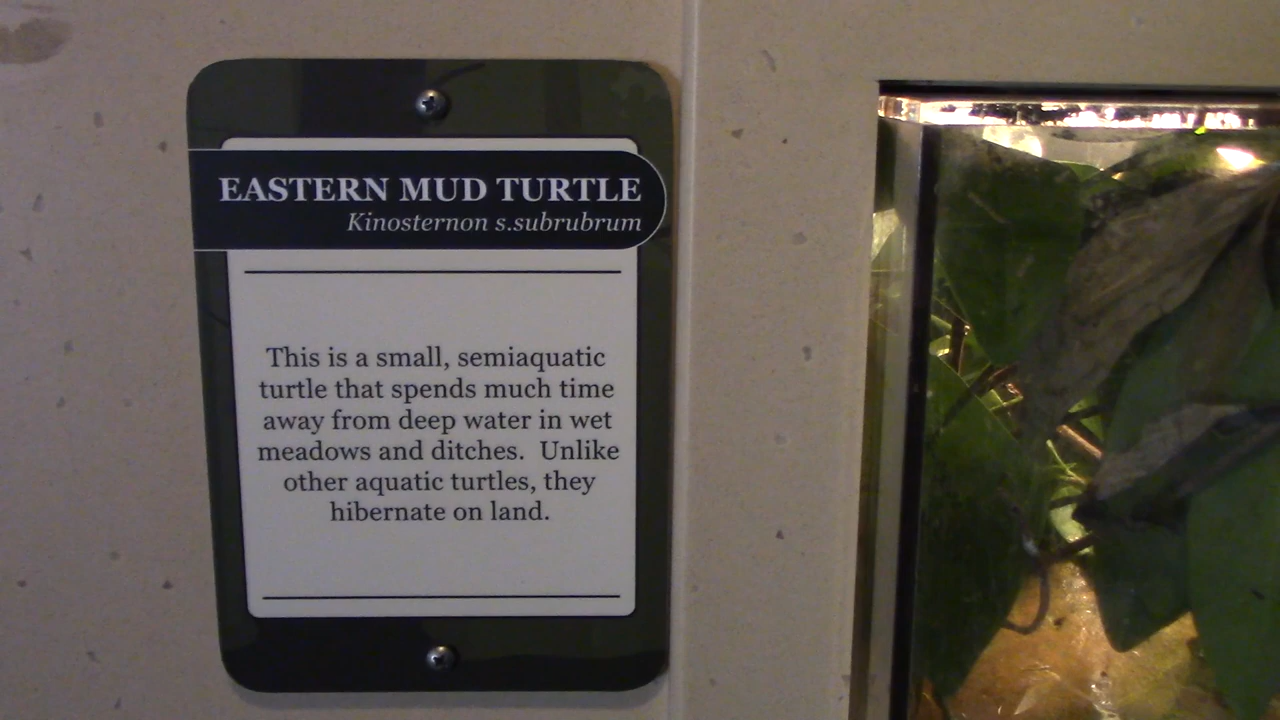 EASTERN MUD TURTLE
Kinosternon s.subrubrum
This is a small, semiaquatic
turtle that spends much time
away from deep water in wet
meadows and ditches.  Unlike
other aquatic turtles, they
hibernate on land.